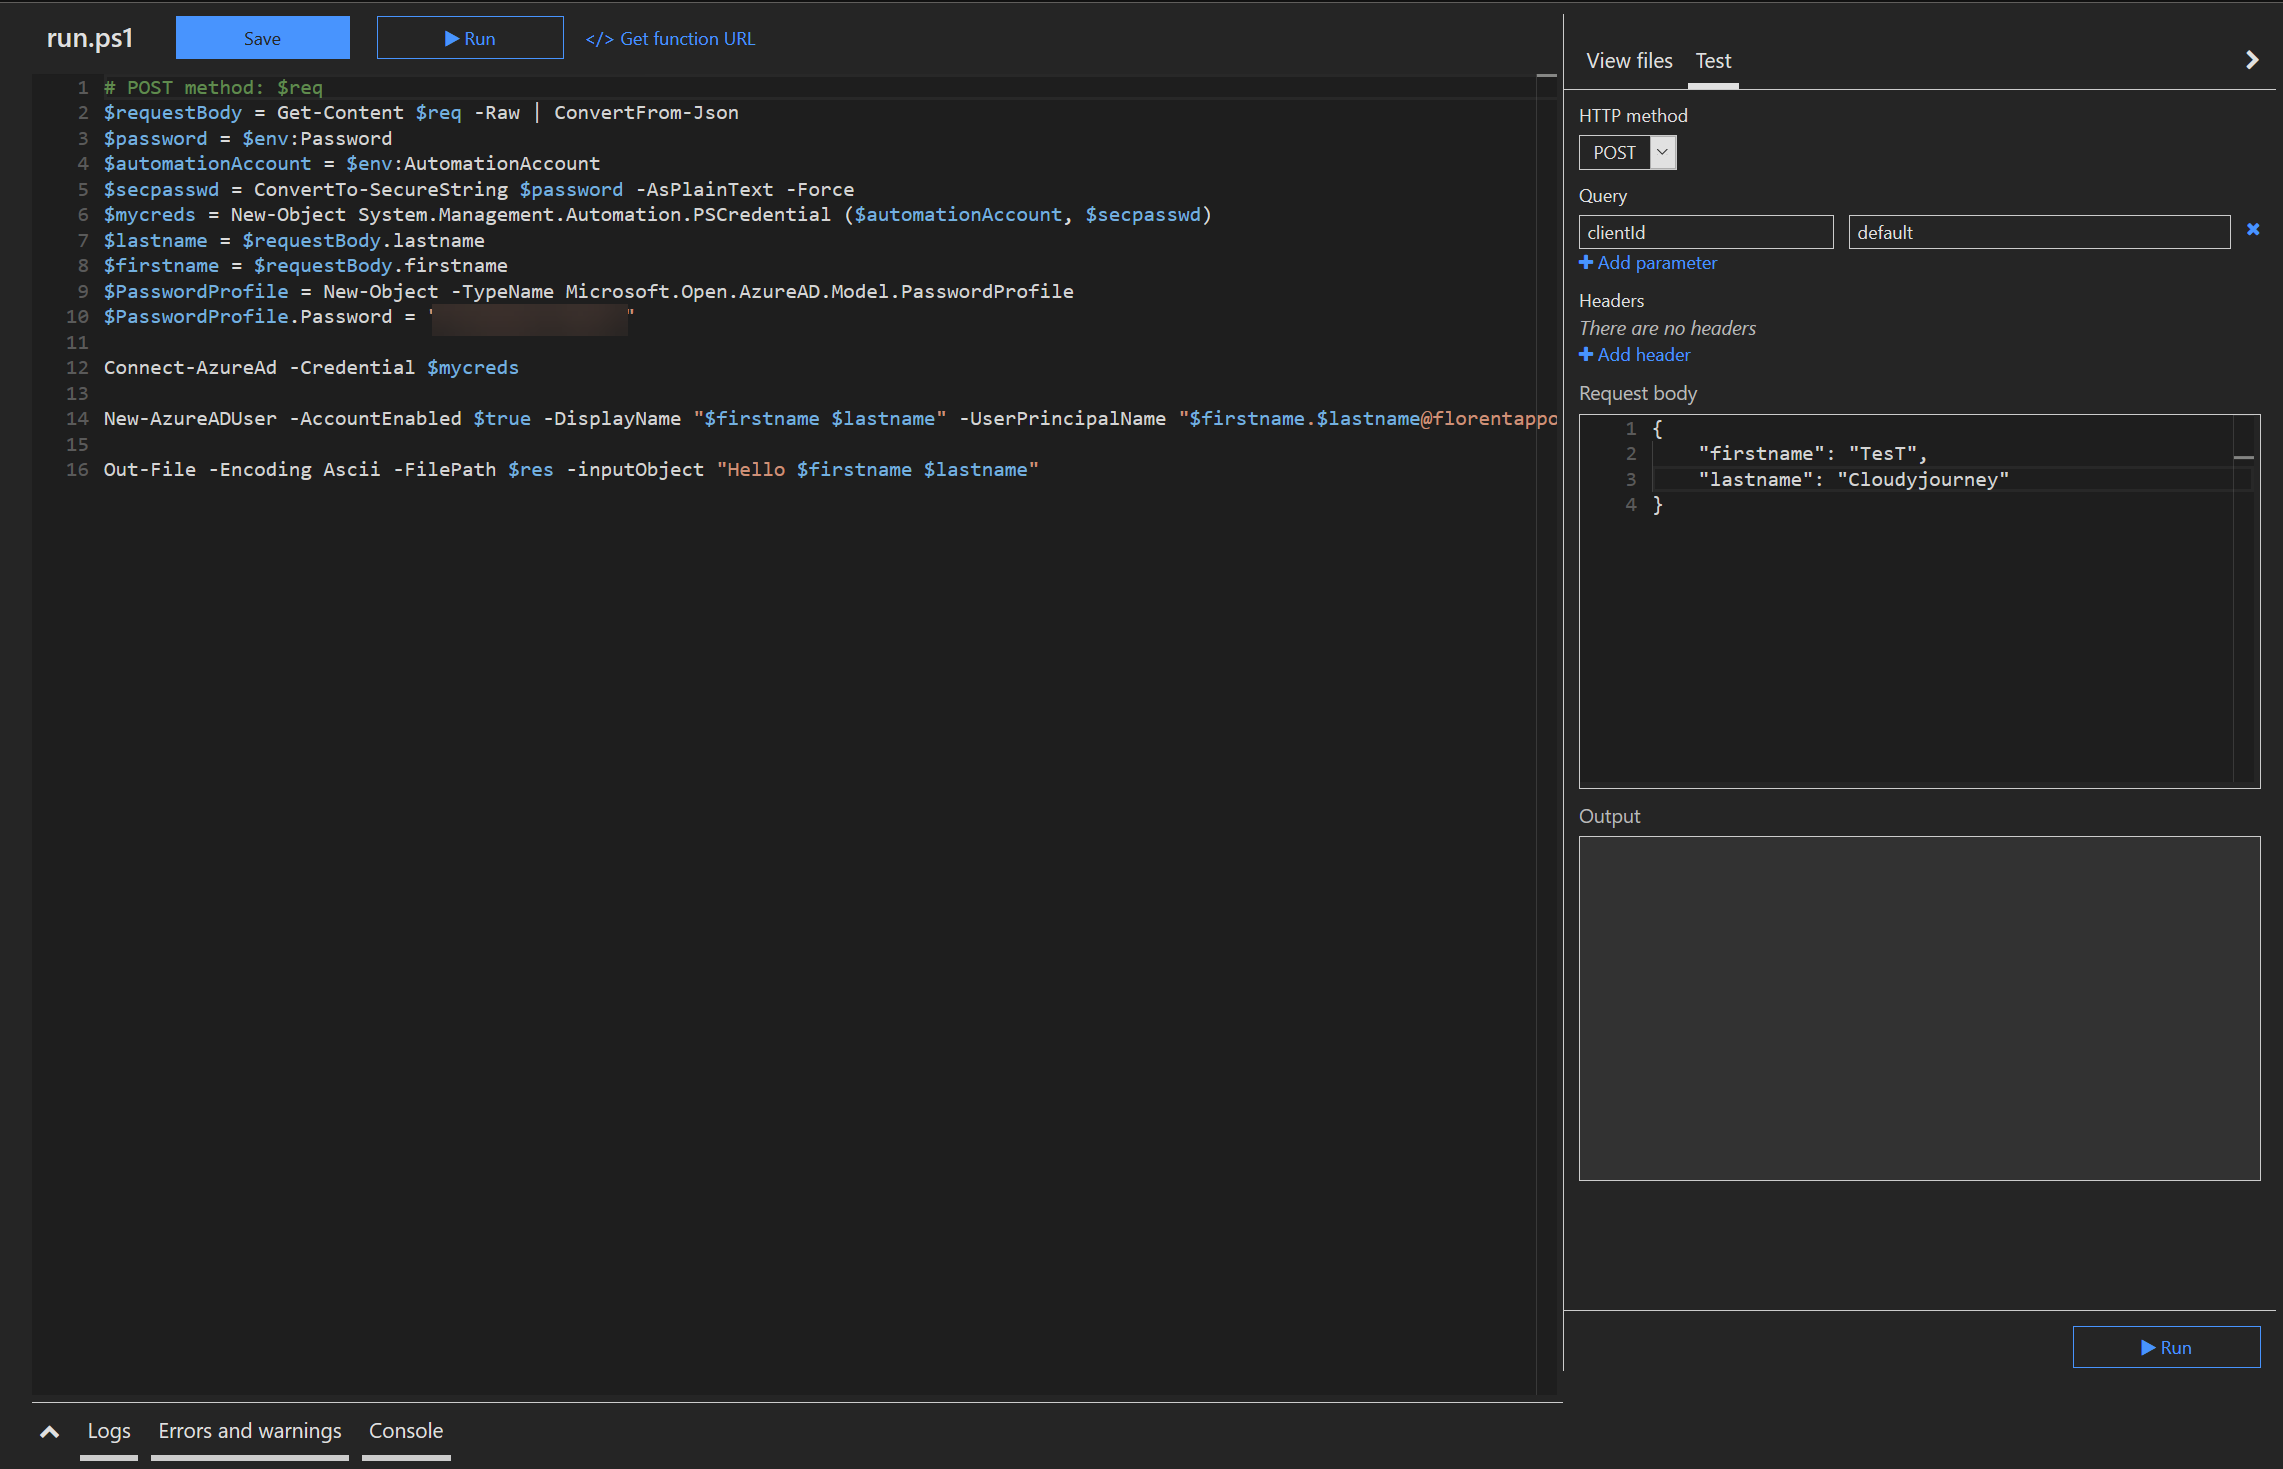 run.ps1
Save
Run
</> Get function URL
1 # POST method: $req
2 $requestBody = Get-Content $req -Raw | ConvertFrom-Json
3 $password = $env:Password
4 $automationAccount = $env:AutomationAccount
5 $secpasswd = ConvertTo-SecureString $password -AsPlainText -Force
6 $mycreds = New-Object System.Management.Automation.PSCredential ($automationAccount, $secpasswd)
7 $lastname = $requestBody.lastname
8 $firstname = $requestBody.firstname
9 $PasswordProfile = New-Object -TypeName Microsoft.Open.AzureAD.Model.PasswordProfile
10 $PasswordProfile.Password = " "
11
12 Connect-AzureAd -Credential $mycreds
13
14 New-AzureADUser -AccountEnabled $true -DisplayName "$firstname $lastname" -UserPrincipalName "$firstname.$lastname@florentappo
15
16 Out-File -Encoding Ascii -FilePath $res -inputObject "Hello $firstname $lastname"
Logs
Errors and warnings
Console
View files
Test
HTTP method
POST
Query
clientId
default
Add parameter
Headers
There are no headers
Add header
Request body
1 {
2 "firstname": "TesT",
3 "lastname": "Cloudyjourney"
4 }
Output
Run